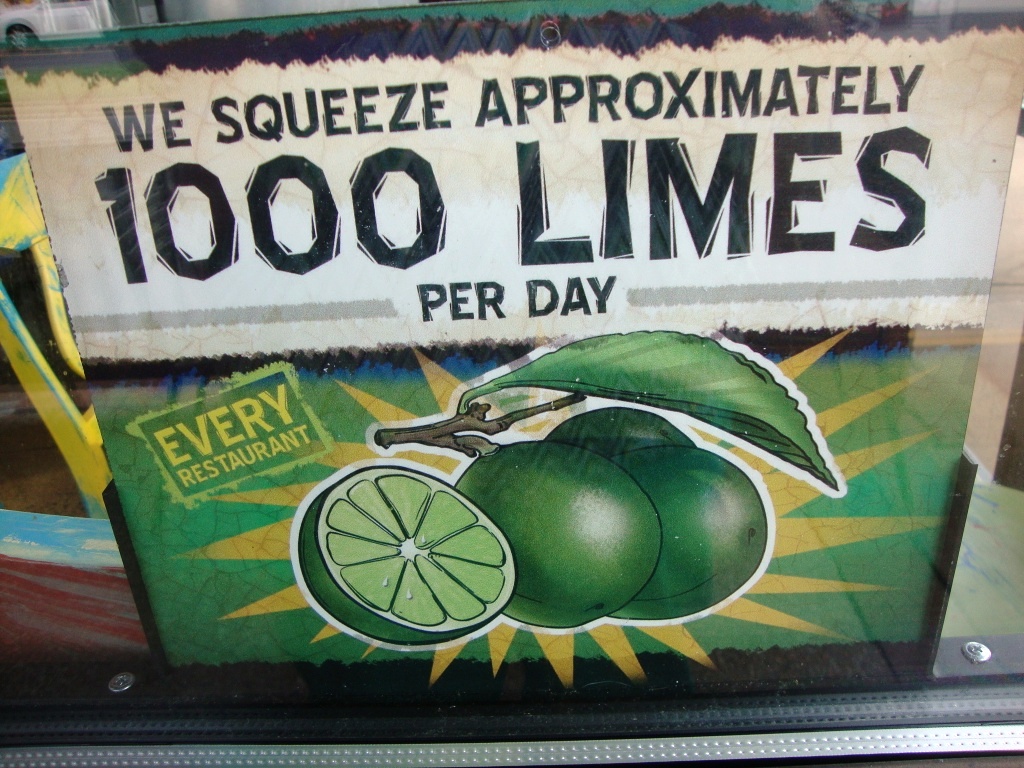 WE SQUEEZE APPROXIMATELY
1000 LIMES
PER DAY
EVERY
RESTAURANT